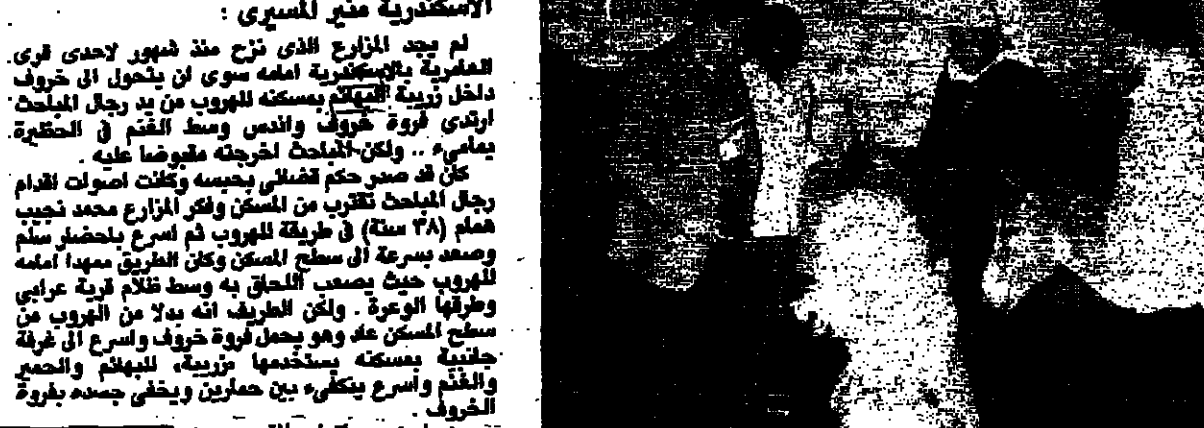 الاسكندرية منير المسيرى :
لم يجد المزارع الذى نزح منذ شهور لاحدى قرى
العامرية بالاسكندرية امامه سوى ان يتحول الى خروف
داخل زريبة البهائم بمسكنه للهروب من يد رجال المباحث
ارتدى فروة خروف واندس وسط الغنم فى الحظيرة
يماميء .. ولكن المباحث اخرجته مقبوضا عليه .
كان قد صدر حكم قضائى بحبسه وكانت اصوات اقدام
رجال المباحث تقترب من المسكن وفكر المزارع محمد نجيب
همام (٣٨ سنة) فى طريقة للهروب ثم اسرع باحضار سلم
وصعد بسرعة الى سطح المسكن وكان الطريق ممهدا امامه
للهروب حيث يصعب اللحاق به وسط ظلام قرية عرابى
وطرقها الوعرة . ولكن الطريف انه بدلا من الهروب من
سطح المسكن عاد وهو يحمل فروة خروف واسرع الى غرفة
جانبية بمسكنه يستخدمها مزريبة، للبهائم والحمير
والغنم واسرع ينكفىء بين حمارين ويخفى جسده بفروة
الخروف .